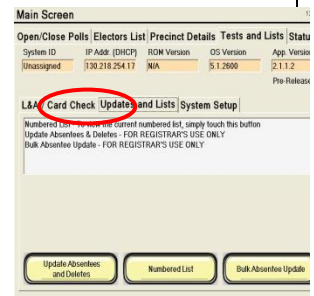 Main Screen
Open/Close Polls Electors List Precinct Details Tests and Lists Statu
System ID IP Addr. (DHCP) ROM Version OS Version App. Version
Unassigned 130.218.254.17 N/A 5.1.2600 2.1.1.2
Pre-Release
L&A / Card Check Updates and Lists System Setup
Numbered List - To view the current numbered list, simply touch this button
Update Absentees & Deletes - FOR REGISTRAR'S USE ONLY
Bulk Absentee Update - FOR REGISTRAR'S USE ONLY
Update Absentees and Deletes Numbered List Bulk Absentee Update